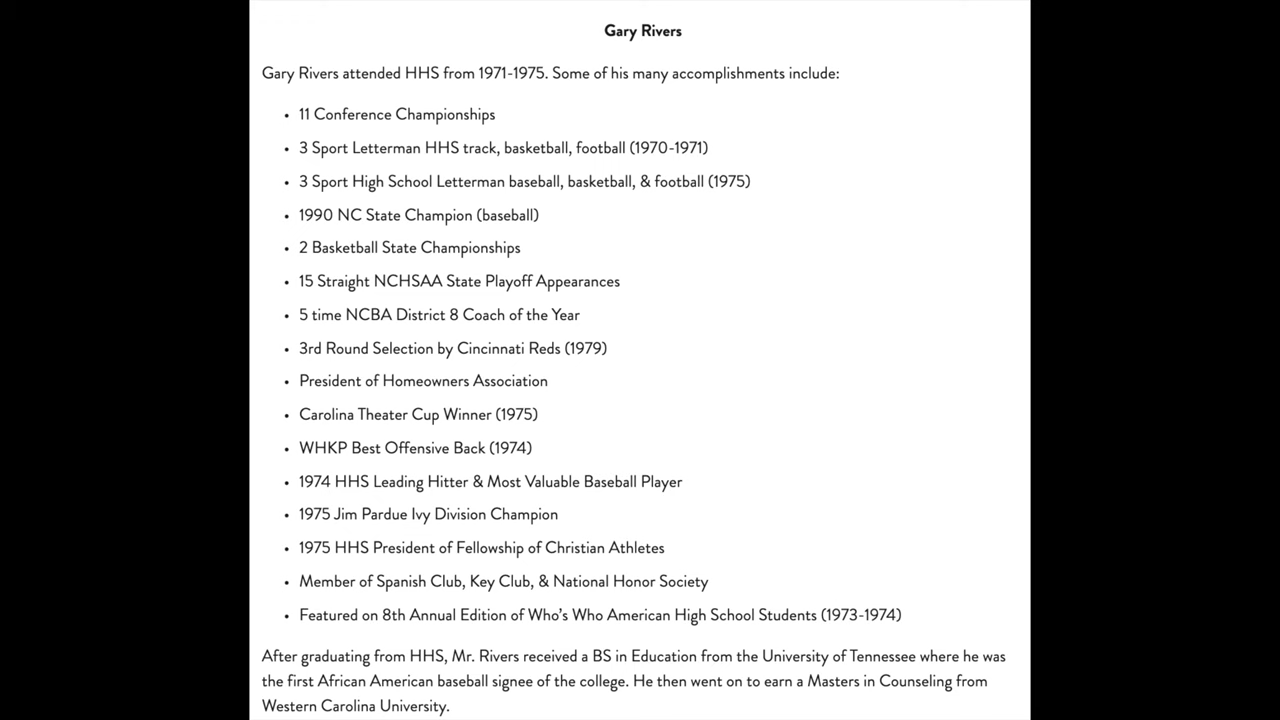 Gary Rivers
Gary Rivers attended HHS from 1971-1975. Some of his many accomplishments include:
• 11 Conference Championships
• 3 Sport Letterman HHS track, basketball, football (1970-1971)
• 3 Sport High School Letterman baseball, basketball, & football (1975)
• 1990 NC State Champion (baseball)
• 2 Basketball State Championships
• 15 Straight NCHSAA State Playoff Appearances
• 5 time NCBA District 8 Coach of the Year
• 3rd Round Selection by Cincinnati Reds (1979)
• President of Homeowners Association
• Carolina Theater Cup Winner (1975)
• WHKP Best Offensive Back (1974)
• 1974 HHS Leading Hitter & Most Valuable Baseball Player
• 1975 Jim Pardue Ivy Division Champion
• 1975 HHS President of Fellowship of Christian Athletes
• Member of Spanish Club, Key Club, & National Honor Society
• Featured on 8th Annual Edition of Who’s Who American High School Students (1973-1974)
After graduating from HHS, Mr. Rivers received a BS in Education from the University of Tennessee where he was
the first African American baseball signee of the college. He then went on to earn a Masters in Counseling from
Western Carolina University.